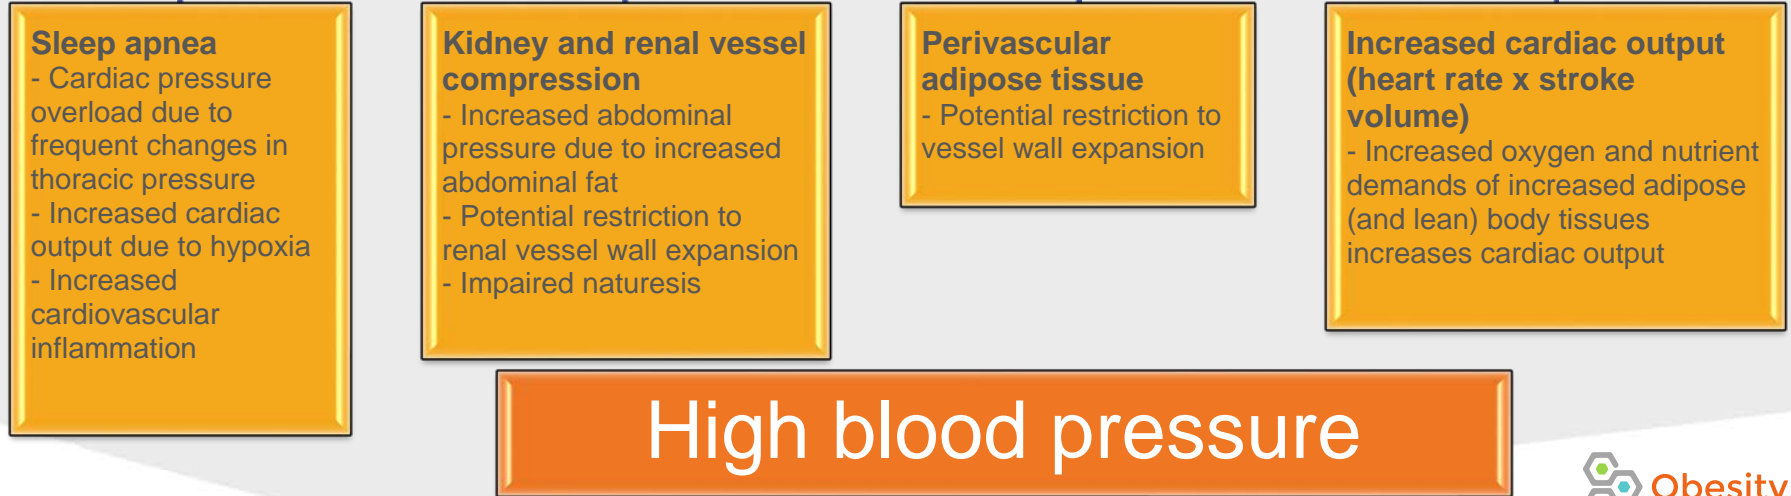 Sleep apnea
- Cardiac pressure
overload due to
frequent changes in
thoracic pressure
- Increased cardiac
output due to hypoxia
- Increased
cardiovascular
inflammation
Kidney and renal vessel
compression
- Increased abdominal
pressure due to increased
abdominal fat
- Potential restriction to
renal vessel wall expansion
- Impaired naturesis
Perivascular
adipose tissue
- Potential restriction to
vessel wall expansion
Increased cardiac output
(heart rate x stroke
volume)
- Increased oxygen and nutrient
demands of increased adipose
(and lean) body tissues
increases cardiac output
High blood pressure
Obesity